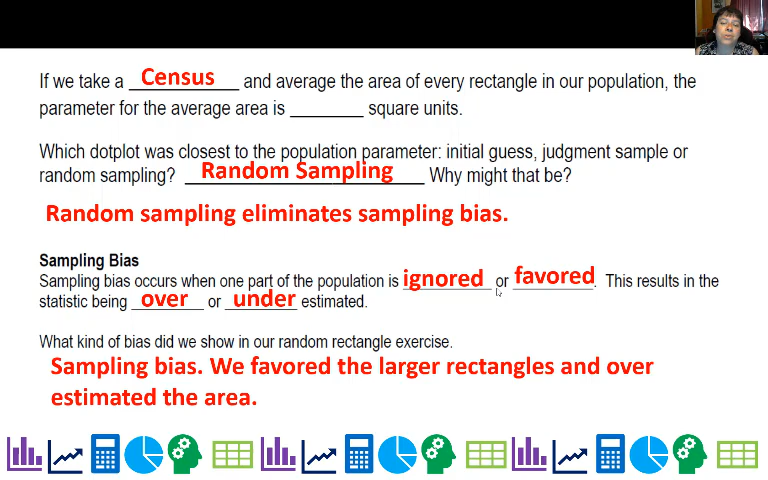 If we take a Census and average the area of every rectangle in our population, the
parameter for the average area is ________ square units.
Which dotplot was closest to the population parameter: initial guess, judgment sample or
random sampling? Random Sampling Why might that be?
Random sampling eliminates sampling bias.
Sampling Bias
Sampling bias occurs when one part of the population is ignored or favored. This results in the
statistic being over or under estimated.
What kind of bias did we show in our random rectangle exercise.
Sampling bias. We favored the larger rectangles and over
estimated the area.